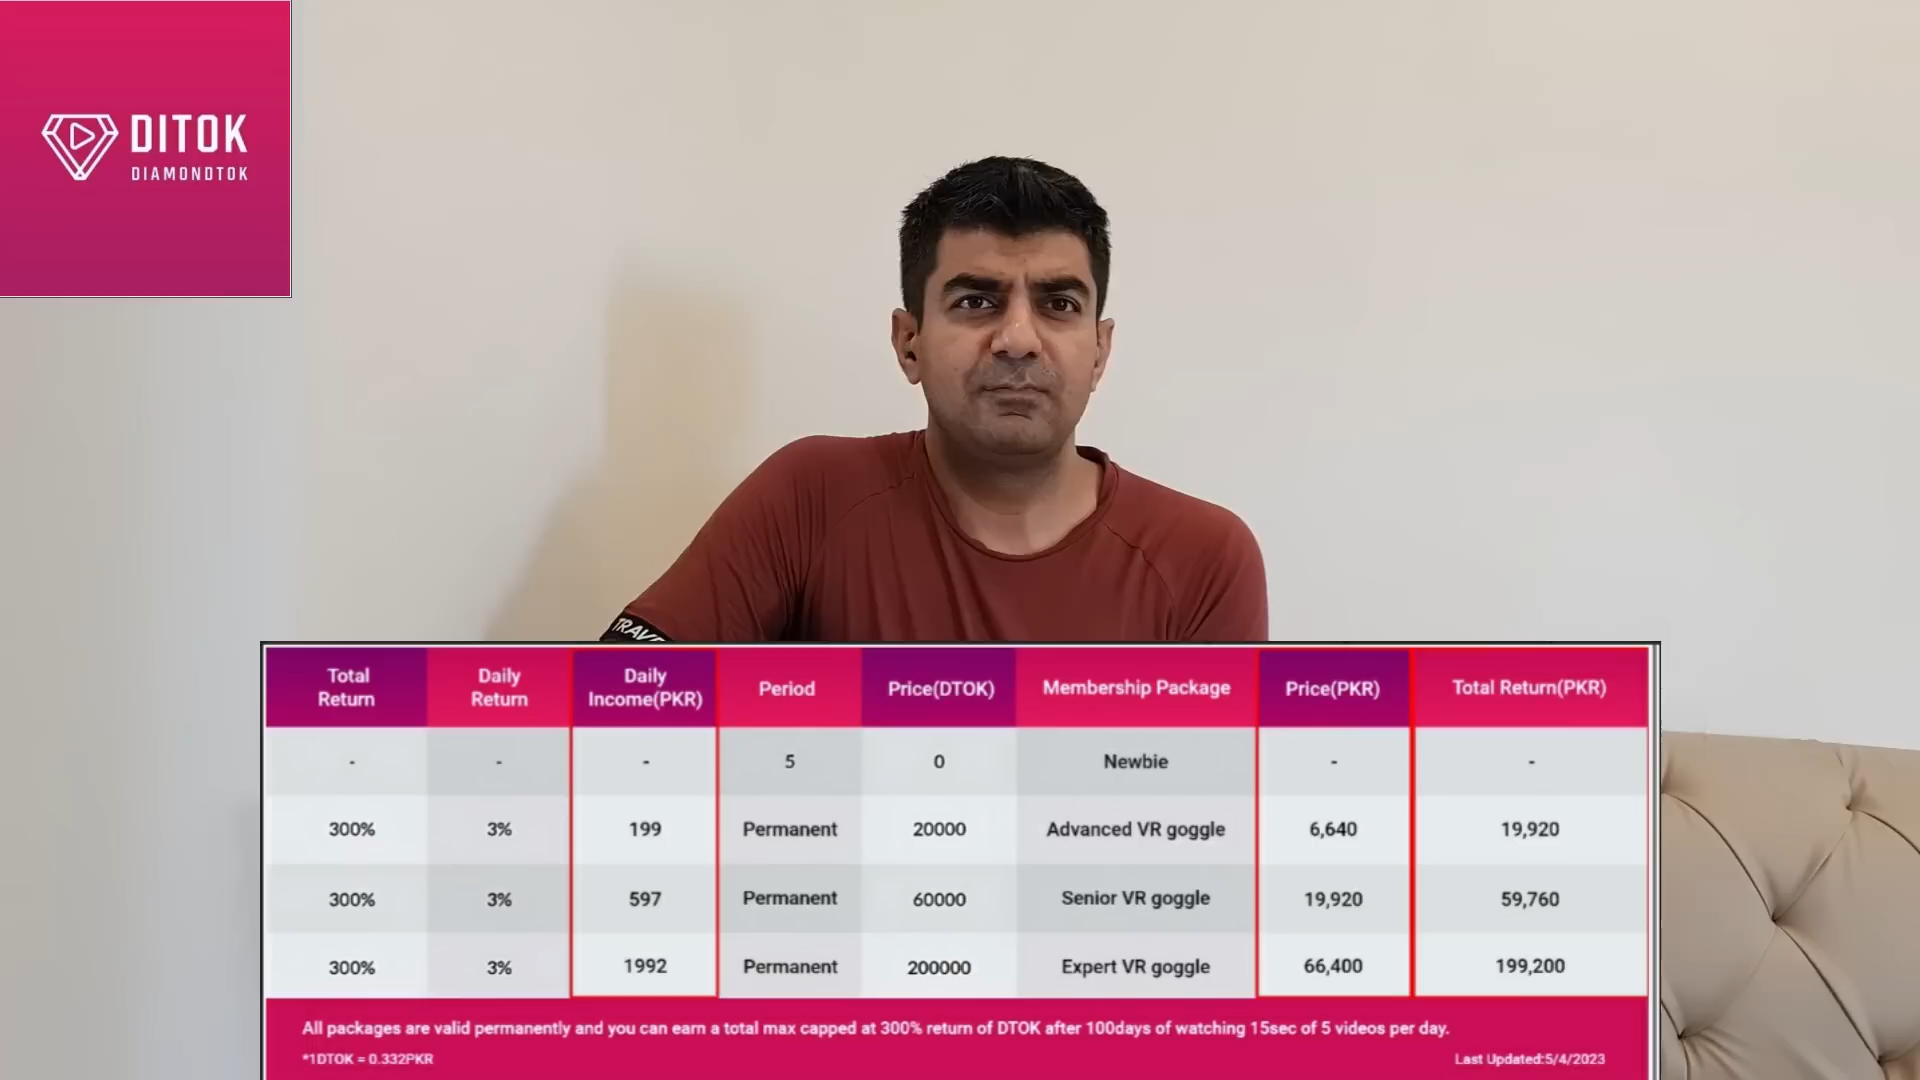 DITOK
DIAMONDTOK
Total Return Daily Return Daily Income(PKR) Period Price(DTOK) Membership Package Price(PKR) Total Return(PKR)
- - - 5 0 Newbie - -
300% 3% 199 Permanent 20000 Advanced VR goggle 6,640 19,920
300% 3% 597 Permanent 60000 Senior VR goggle 19,920 59,760
300% 3% 1992 Permanent 200000 Expert VR goggle 66,400 199,200
All packages are valid permanently and you can earn a total max capped at 300% return of DTOK after 100days of watching 15sec of 5 videos per day.
*1DTOK = 0.332PKR Last Updated:5/4/2023